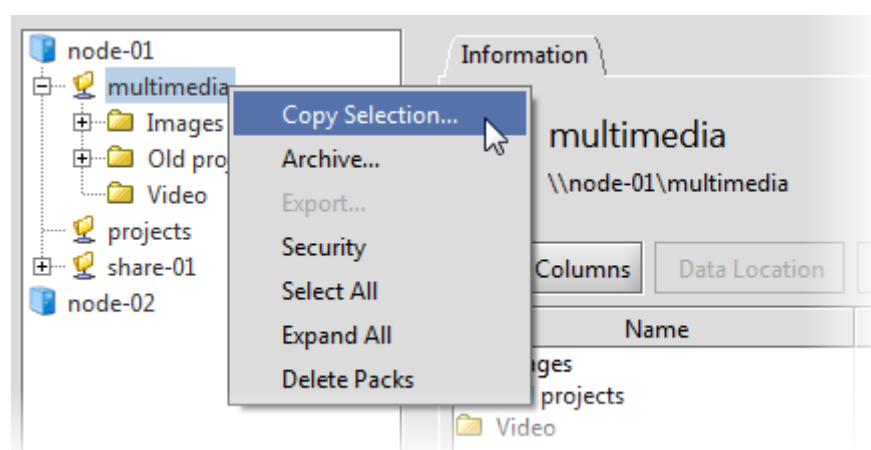 node-01
multimedia
Images
Old pro
Video
projects
share-01
node-02
Copy Selection...
Archive...
Export...
Security
Select All
Expand All
Delete Packs
Information
multimedia
\\node-01\multimedia
Columns
Data Location
Name
ges
projects
Video